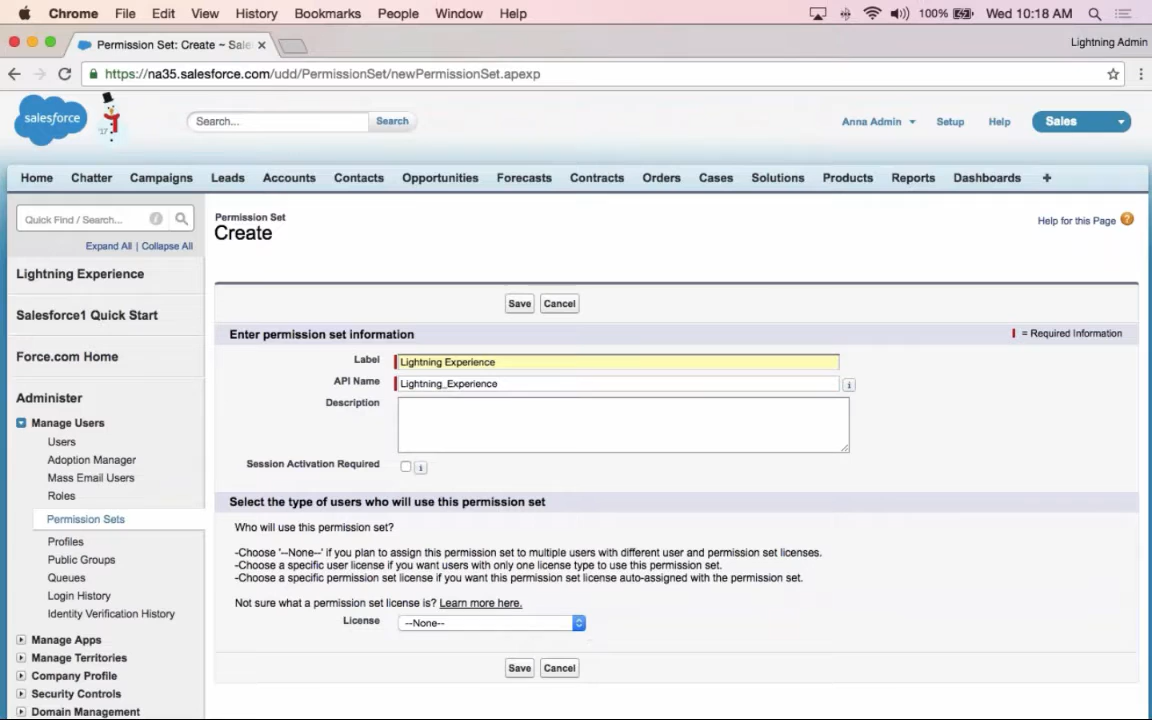 Chrome File Edit View History Bookmarks People Window Help 100% Wed 10:18 AM
Permission Set: Create ~ Sale Lightning Admin
https://na35.salesforce.com/udd/PermissionSet/newPermissionSet.apexp
salesforce '17 Search... Search Anna Admin Setup Help Sales
Home Chatter Campaigns Leads Accounts Contacts Opportunities Forecasts Contracts Orders Cases Solutions Products Reports Dashboards +
Quick Find / Search... i
Expand All | Collapse All
Lightning Experience
Salesforce1 Quick Start
Force.com Home
Administer
Manage Users
Users
Adoption Manager
Mass Email Users
Roles
Permission Sets
Profiles
Public Groups
Queues
Login History
Identity Verification History
Manage Apps
Manage Territories
Company Profile
Security Controls
Domain Management
Permission Set
Create
Help for this Page ?
Save Cancel
Enter permission set information = Required Information
Label Lightning Experience
API Name Lightning_Experience i
Description
Session Activation Required i
Select the type of users who will use this permission set
Who will use this permission set?
-Choose '--None--' if you plan to assign this permission set to multiple users with different user and permission set licenses.
-Choose a specific user license if you want users with only one license type to use this permission set.
-Choose a specific permission set license if you want this permission set license auto-assigned with the permission set.
Not sure what a permission set license is? Learn more here.
License --None--
Save Cancel